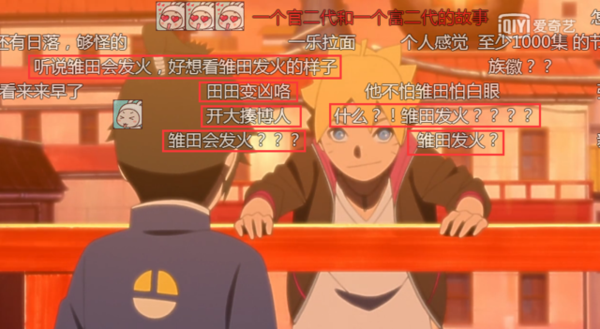 一个官二代和一个富二代的故事
iQIYI 爱奇艺
还有日落，够怪的 一乐拉面 个人感觉 至少1000集 的节
听说雏田会发火，好想看雏田发火的样子 族徽？？
看来来早了 田田变凶咯 他不怕雏田怕白眼
开大揍博人 什么？！雏田发火？？？？
雏田会发火？？？ 雏田发火？